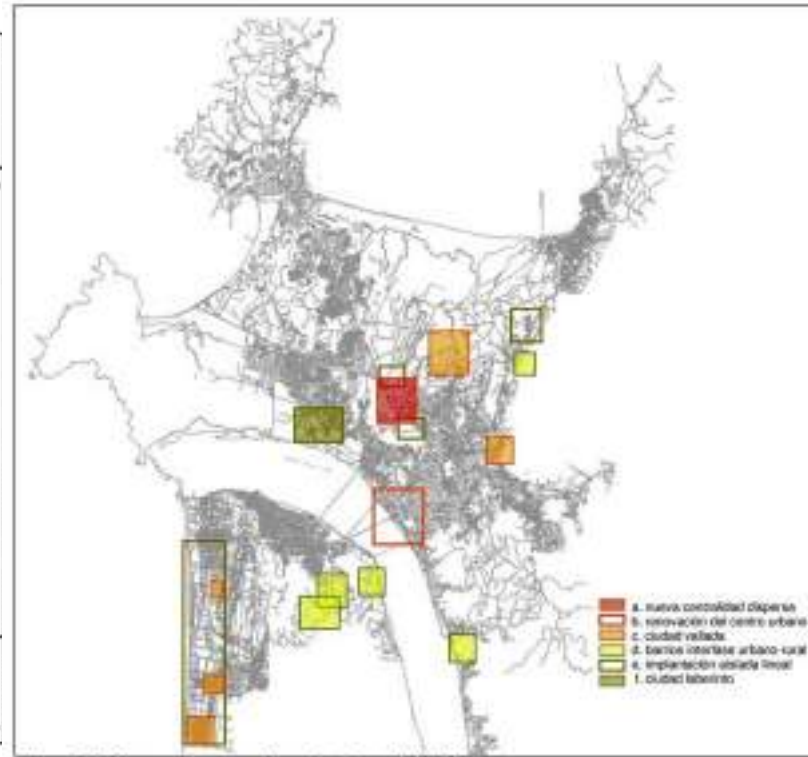 a. nueva centralidad dispersa
b. renovación del centro urbano
c. ciudad vallada
d. barrios interfase urbano-rural
e. implantación aislada lineal
f. ciudad laberinto